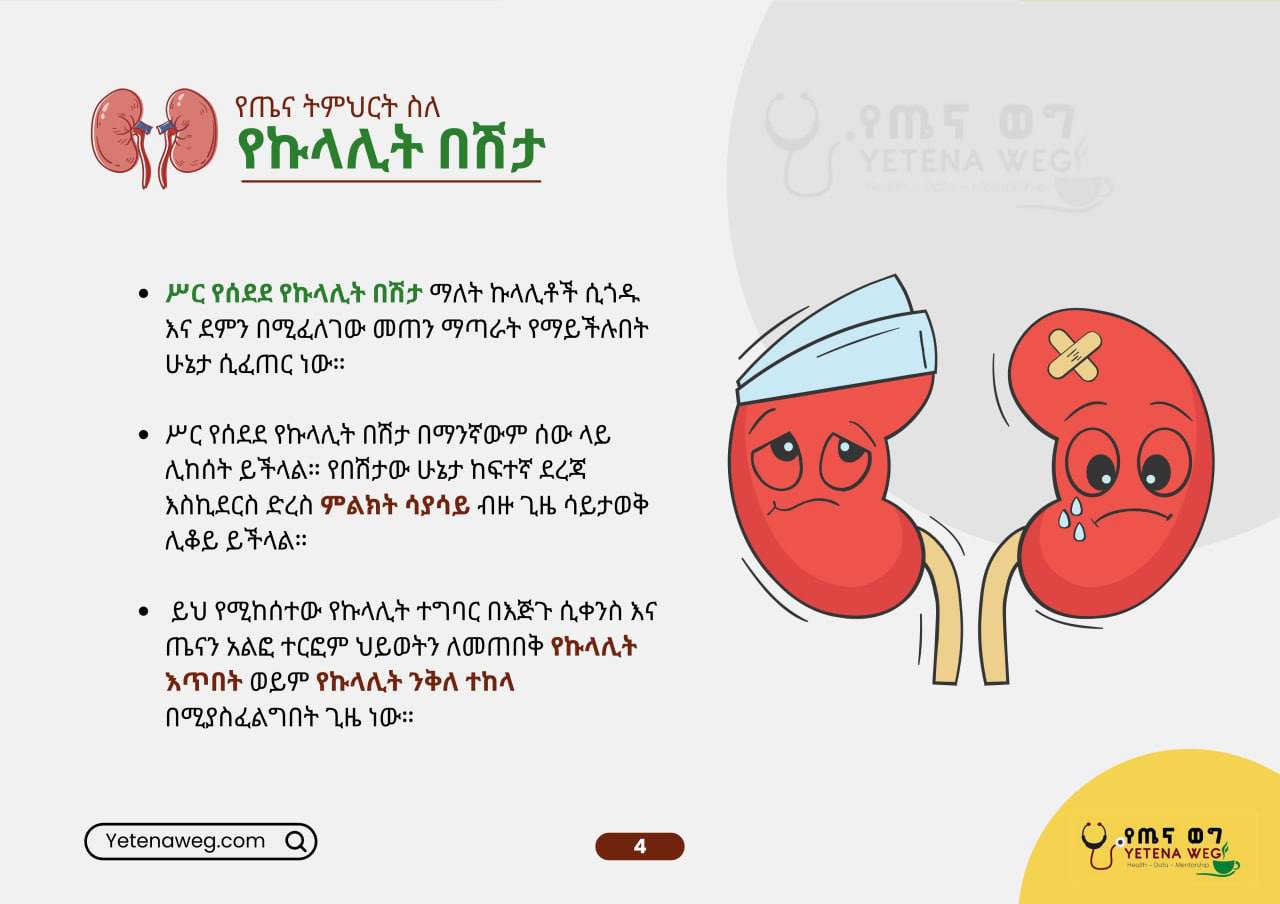 የጤና ትምህርት ስለ
የኩላሊት በሽታ
.የጤና ወግ
YETENA WEG
Health – Data – Mentorship
• ሥር የሰደደ የኩላሊት በሽታ ማለት ኩላሊቶች ሲጎዱ
እና ደምን በሚፈለገው መጠን ማጣራት የማይችሉበት
ሁኔታ ሲፈጠር ነው።
• ሥር የሰደደ የኩላሊት በሽታ በማንኛውም ሰው ላይ
ሊከሰት ይችላል። የበሽታው ሁኔታ ከፍተኛ ደረጃ
እስኪደርስ ድረስ ምልክት ሳያሳይ ብዙ ጊዜ ሳይታወቅ
ሊቆይ ይችላል።
• ይህ የሚከሰተው የኩላሊት ተግባር በእጅጉ ሲቀንስ እና
ጤናን አልፎ ተርፎም ህይወትን ለመጠበቅ የኩላሊት
እጥበት ወይም የኩላሊት ንቅለ ተከላ
በሚያስፈልግበት ጊዜ ነው።
Yetenaweg.com
4
የጤና ወግ
YETENA WEG
Health – Data – Mentorship